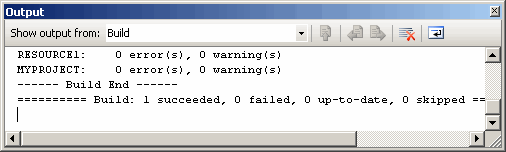 Output
Show output from: Build
RESOURCE1:    0 error(s), 0 warning(s)
MYPROJECT:    0 error(s), 0 warning(s)
------ Build End ------
========== Build: 1 succeeded, 0 failed, 0 up-to-date, 0 skipped ==